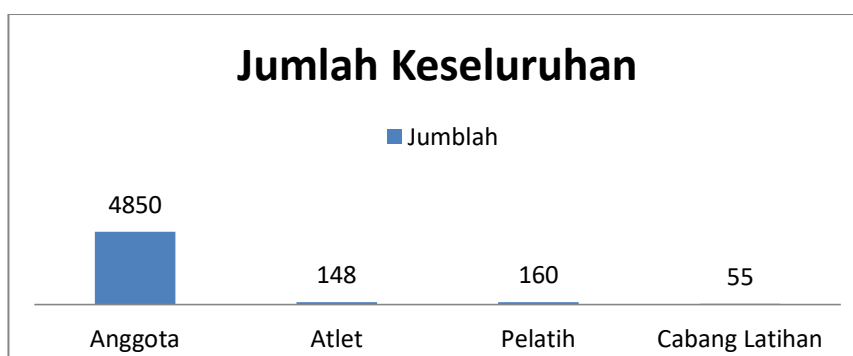 Jumlah Keseluruhan
Jumblah
4850
148
160
55
Anggota
Atlet
Pelatih
Cabang Latihan